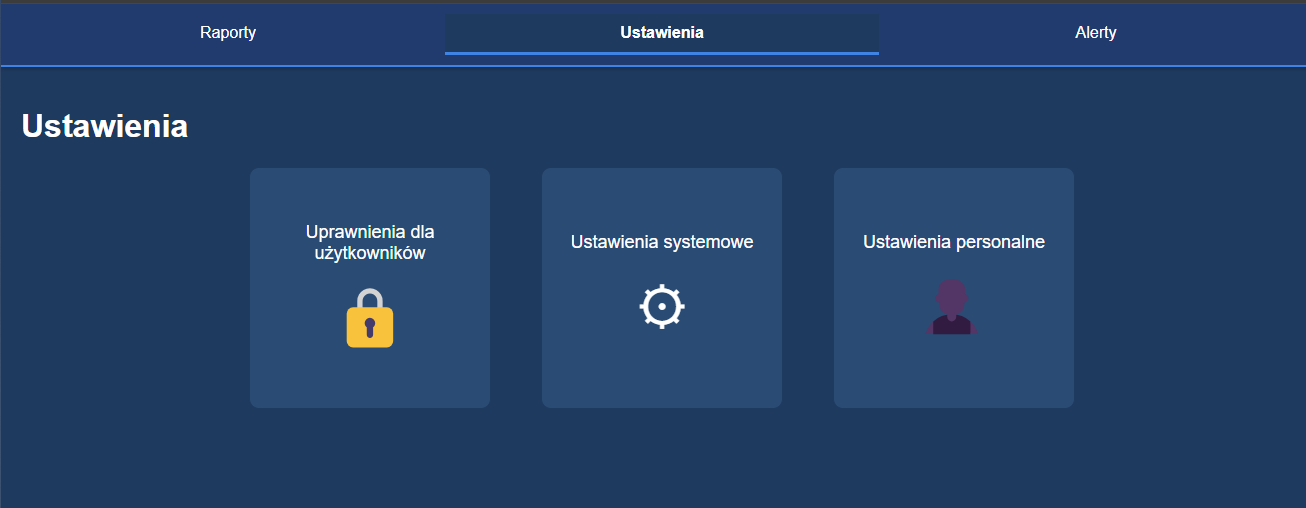 Raporty
Ustawienia
Alerty
Ustawienia
Uprawnienia dla
użytkowników
Ustawienia systemowe
Ustawienia personalne